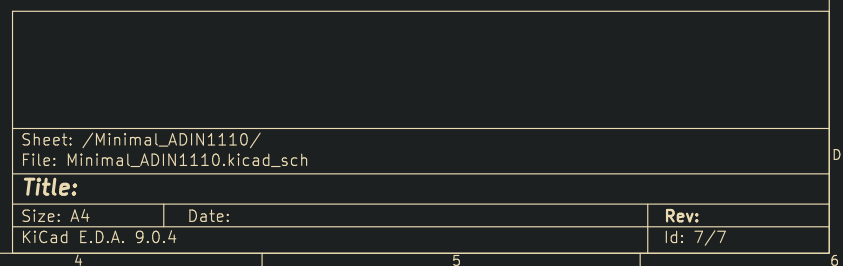 Sheet: /Minimal_ADIN1110/
File: Minimal_ADIN1110.kicad_sch
D
Title:
Size: A4 Date: Rev:
KiCad E.D.A. 9.0.4 Id: 7/7
4 5 6